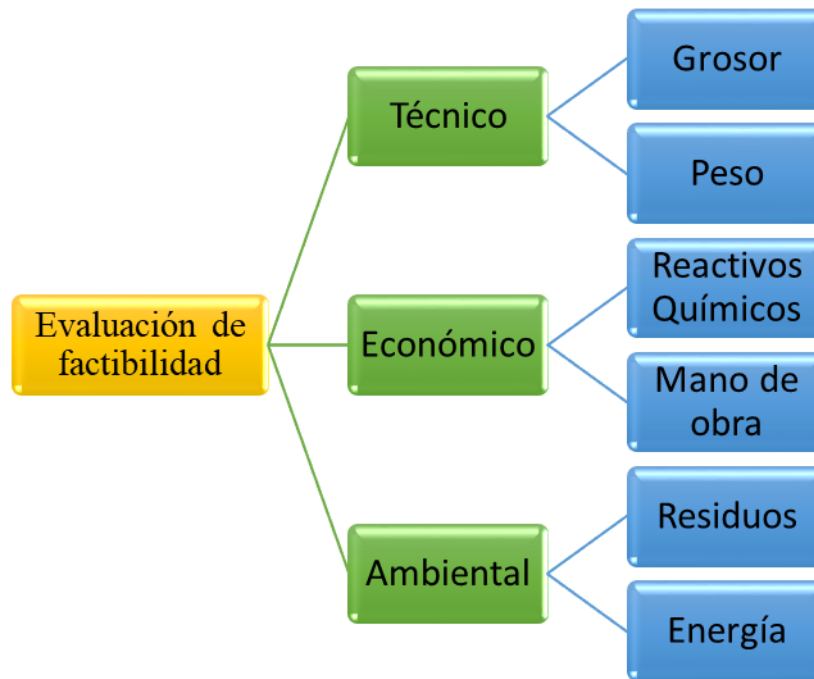 Evaluación de
factibilidad
Técnico
Grosor
Peso
Económico
Reactivos
Químicos
Mano de
obra
Ambiental
Residuos
Energía